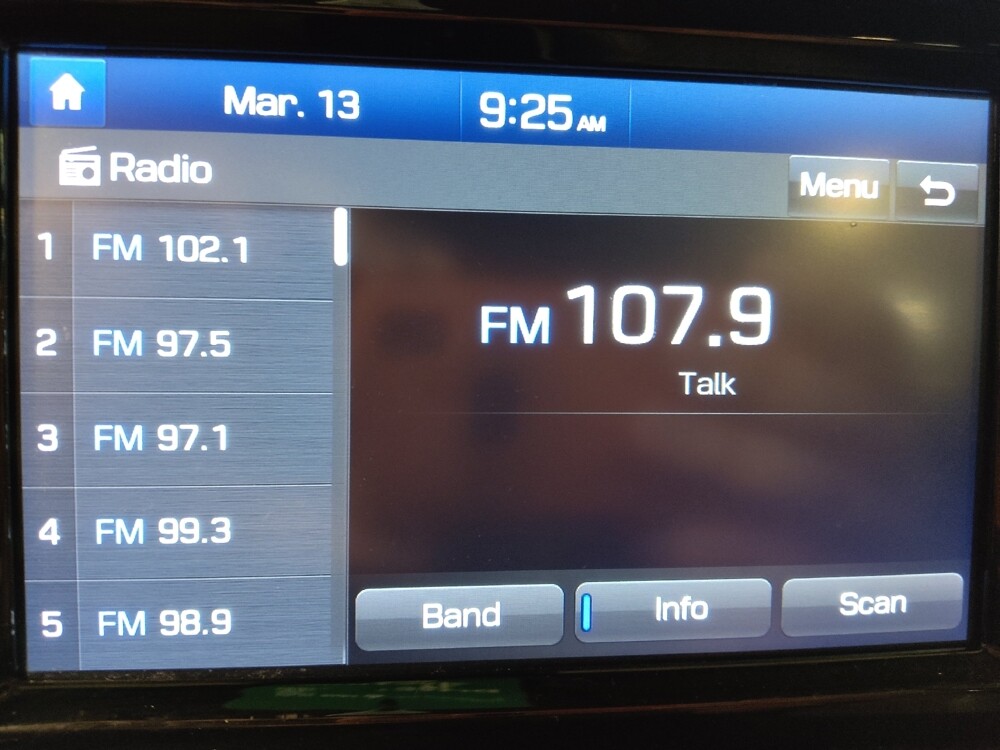 Mar. 13 9:25 AM
Radio
Menu
1 FM 102.1
2 FM 97.5
3 FM 97.1
4 FM 99.3
5 FM 98.9
FM 107.9
Talk
Band Info Scan